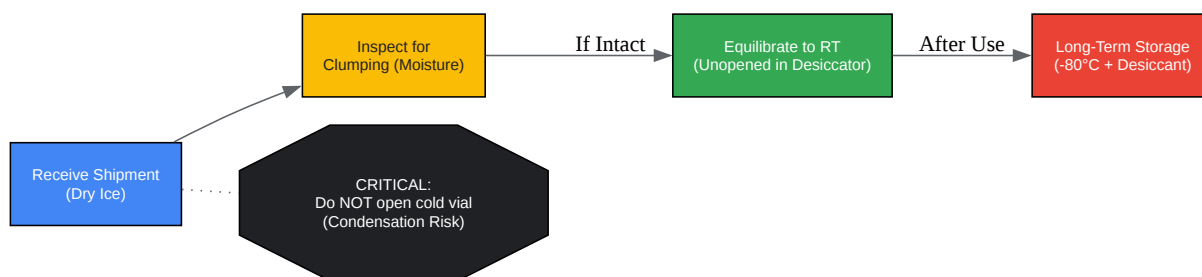 Receive Shipment
(Dry Ice)
Inspect for
Clumping (Moisture)
If Intact
Equilibrate to RT
(Unopened in Desiccator)
After Use
Long-Term Storage
(-80°C + Desiccant)
CRITICAL:
Do NOT open cold vial
(Condensation Risk)